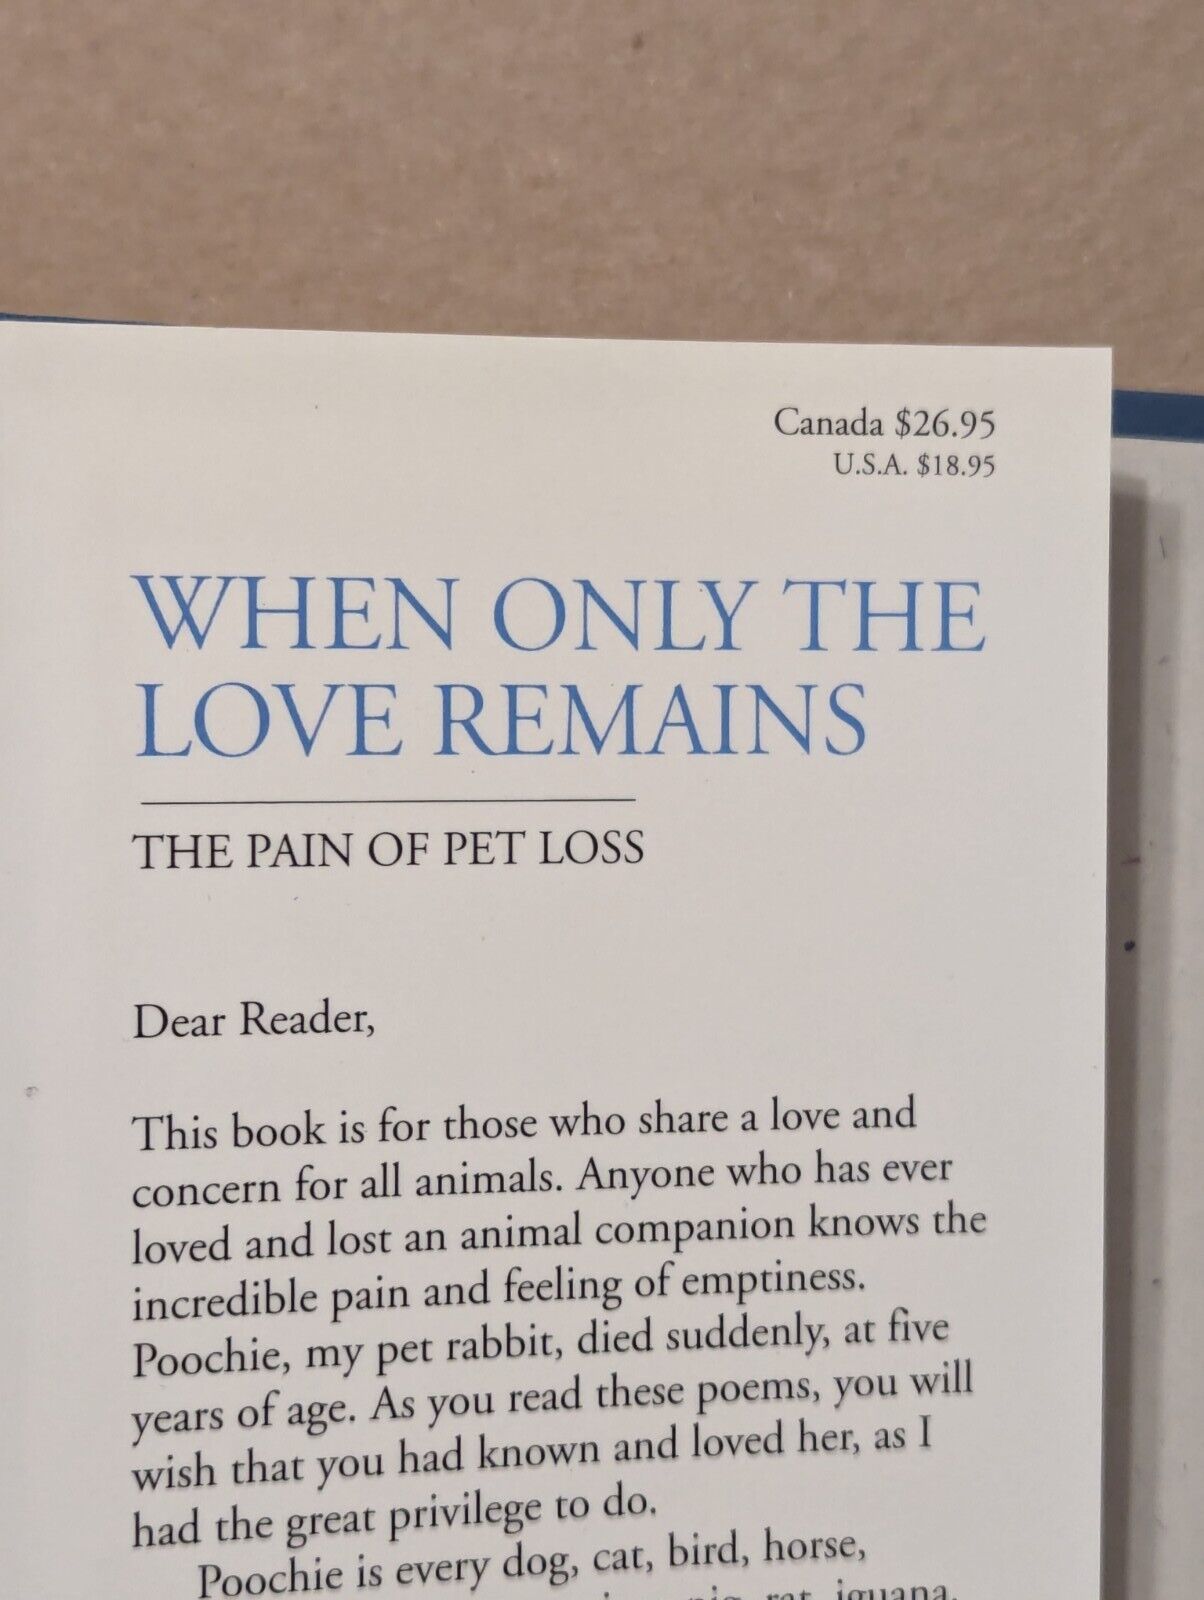 Canada $26.95
U.S.A. $18.95
WHEN ONLY THE
LOVE REMAINS
THE PAIN OF PET LOSS
Dear Reader,
This book is for those who share a love and
concern for all animals. Anyone who has ever
loved and lost an animal companion knows the
incredible pain and feeling of emptiness.
Poochie, my pet rabbit, died suddenly, at five
years of age. As you read these poems, you will
wish that you had known and loved her, as I
had the great privilege to do.
Poochie is every dog, cat, bird, horse,
pig, rat, iguana,